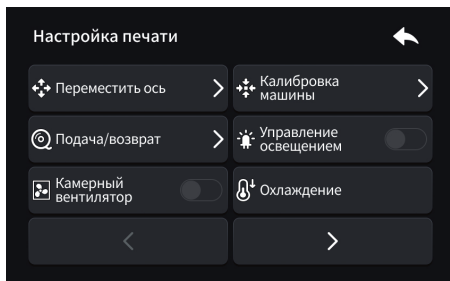 Настройка печати
Переместить ось
Калибровка
машины
Подача/возврат
Управление
освещением
Камерный
вентилятор
Охлаждение